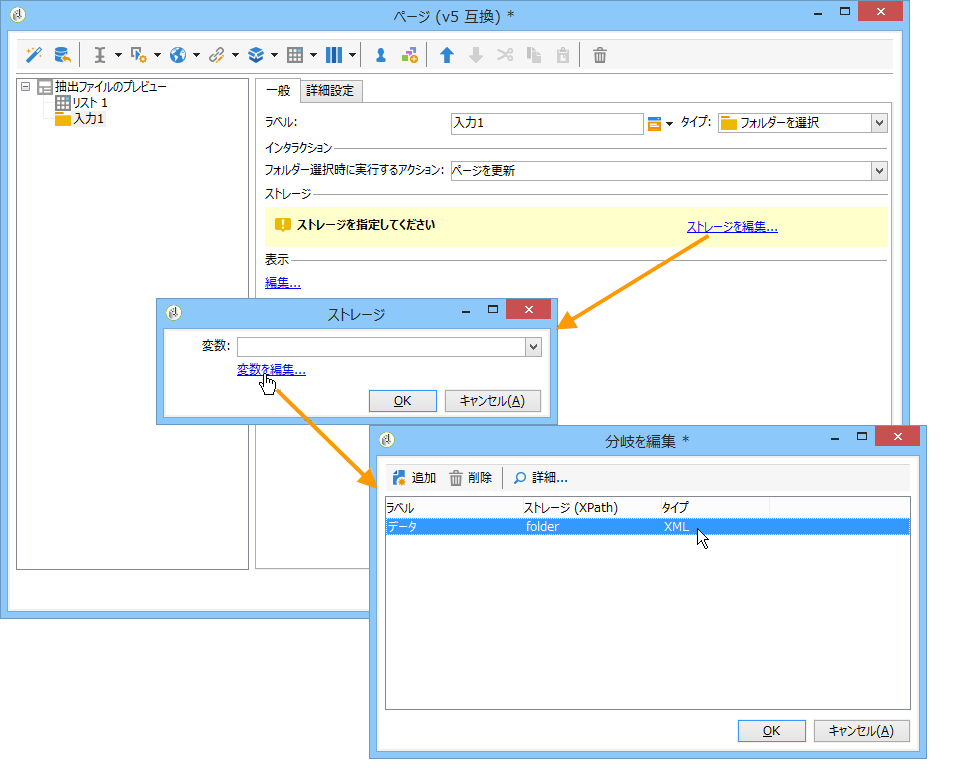 ページ (v5 互換) *
抽出ファイルのプレビュー
リスト 1
入力1
一般 詳細設定
ラベル: 入力1 タイプ: フォルダーを選択
インタラクション
フォルダー選択時に実行するアクション: ページを更新
ストレージ
ストレージを指定してください ストレージを編集...
表示
編集...
ストレージ
変数:
変数を編集...
OK キャンセル(A)
分岐を編集 *
追加 削除 詳細...
ラベル ストレージ (XPath) タイプ
データ folder XML
OK キャンセル(A)